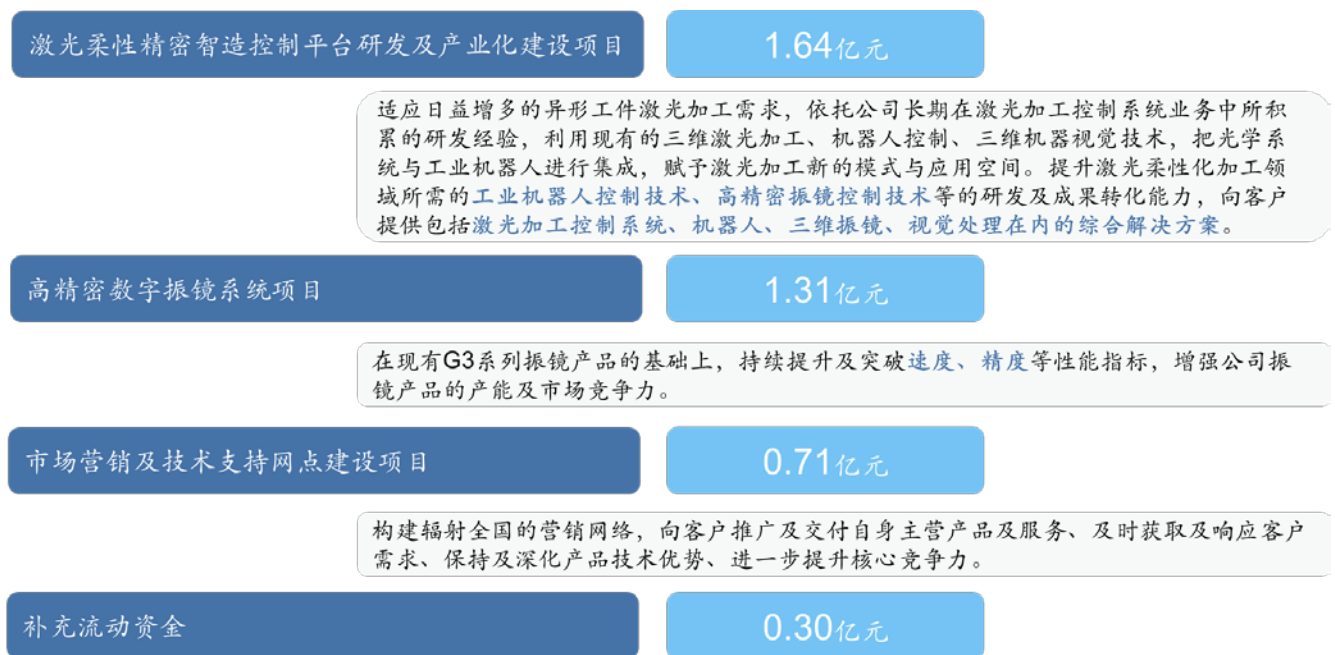 激光柔性精密智造控制平台研发及产业化建设项目
1.64亿元
适应日益增多的异形工件激光加工需求，依托公司长期在激光加工控制系统业务中所积
累的研发经验，利用现有的三维激光加工、机器人控制、三维机器视觉技术，把光学系
统与工业机器人进行集成，赋予激光加工新的模式与应用空间。提升激光柔性化加工领
域所需的工业机器人控制技术、高精密振镜控制技术等的研发及成果转化能力，向客户
提供包括激光加工控制系统、机器人、三维振镜、视觉处理在内的综合解决方案。
高精密数字振镜系统项目
1.31亿元
在现有G3系列振镜产品的基础上，持续提升及突破速度、精度等性能指标，增强公司振
镜产品的产能及市场竞争力。
市场营销及技术支持网点建设项目
0.71亿元
构建辐射全国的营销网络，向客户推广及交付自身主营产品及服务、及时获取及响应客户
需求、保持及深化产品技术优势、进一步提升核心竞争力。
补充流动资金
0.30亿元